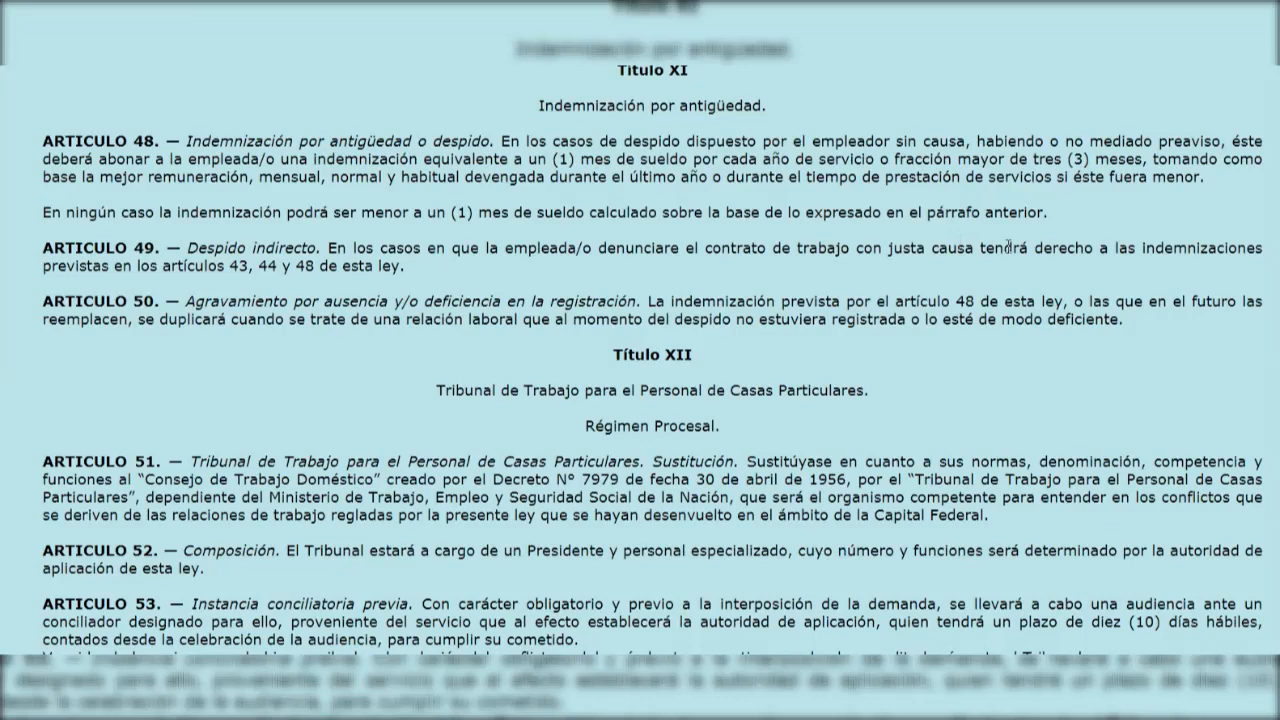 Título XI
Indemnización por antigüedad.
ARTICULO 48. — Indemnización por antigüedad o despido. En los casos de despido dispuesto por el empleador sin causa, habiendo o no mediado preaviso, éste
deberá abonar a la empleada/o una indemnización equivalente a un (1) mes de sueldo por cada año de servicio o fracción mayor de tres (3) meses, tomando como
base la mejor remuneración, mensual, normal y habitual devengada durante el último año o durante el tiempo de prestación de servicios si éste fuera menor.
En ningún caso la indemnización podrá ser menor a un (1) mes de sueldo calculado sobre la base de lo expresado en el párrafo anterior.
ARTICULO 49. — Despido indirecto. En los casos en que la empleada/o denunciare el contrato de trabajo con justa causa tendrá derecho a las indemnizaciones
previstas en los artículos 43, 44 y 48 de esta ley.
ARTICULO 50. — Agravamiento por ausencia y/o deficiencia en la registración. La indemnización prevista por el artículo 48 de esta ley, o las que en el futuro las
reemplacen, se duplicará cuando se trate de una relación laboral que al momento del despido no estuviera registrada o lo esté de modo deficiente.
Título XII
Tribunal de Trabajo para el Personal de Casas Particulares.
Régimen Procesal.
ARTICULO 51. — Tribunal de Trabajo para el Personal de Casas Particulares. Sustitución. Sustitúyase en cuanto a sus normas, denominación, competencia y
funciones al “Consejo de Trabajo Doméstico” creado por el Decreto Nº 7979 de fecha 30 de abril de 1956, por el “Tribunal de Trabajo para el Personal de Casas
Particulares”, dependiente del Ministerio de Trabajo, Empleo y Seguridad Social de la Nación, que será el organismo competente para entender en los conflictos que
se deriven de las relaciones de trabajo regladas por la presente ley que se hayan desenvuelto en el ámbito de la Capital Federal.
ARTICULO 52. — Composición. El Tribunal estará a cargo de un Presidente y personal especializado, cuyo número y funciones será determinado por la autoridad de
aplicación de esta ley.
ARTICULO 53. — Instancia conciliatoria previa. Con carácter obligatorio y previo a la interposición de la demanda, se llevará a cabo una audiencia ante un
conciliador designado para ello, proveniente del servicio que al efecto establecerá la autoridad de aplicación, quien tendrá un plazo de diez (10) días hábiles,
contados desde la celebración de la audiencia, para cumplir su cometido.